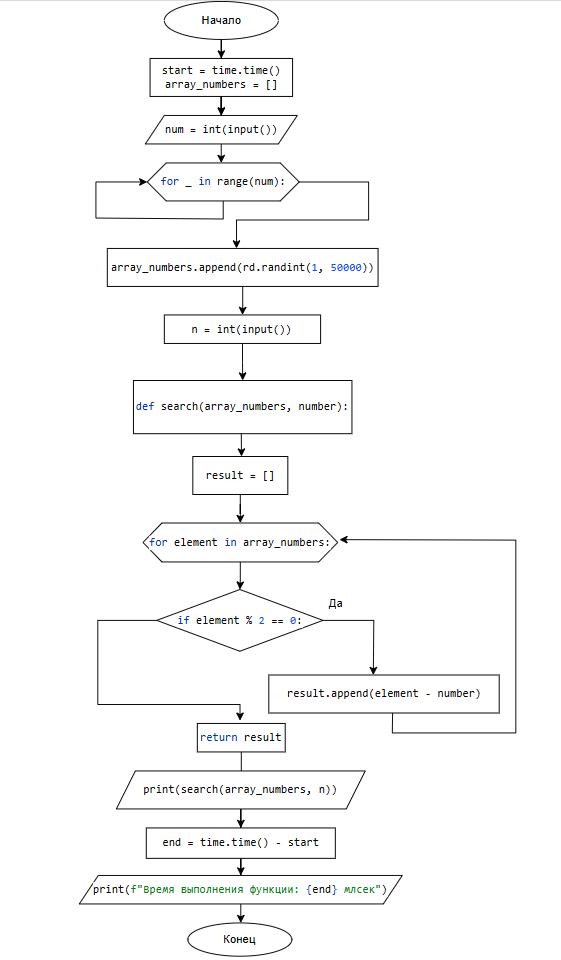 Начало
start = time.time()
array_numbers = []
num = int(input())
for _ in range(num):
array_numbers.append(rd.randint(1, 50000))
n = int(input())
def search(array_numbers, number):
result = []
for element in array_numbers:
Да
if element % 2 == 0:
result.append(element - number)
return result
print(search(array_numbers, n))
end = time.time() - start
print(f"Время выполнения функции: {end} млсек")
Конец